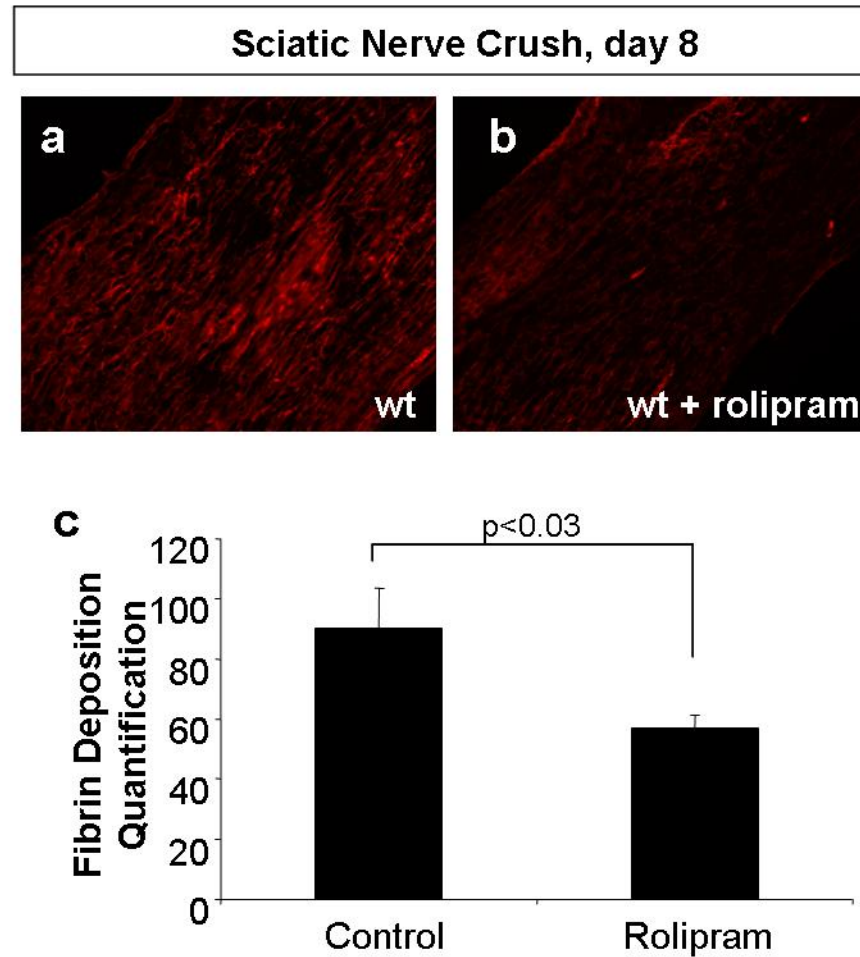 Sciatic Nerve Crush, day 8
a
b
wt
wt + rolipram
c
p<0.03
120
100
80
60
40
20
0
Fibrin Deposition
Quantification
Control
Rolipram